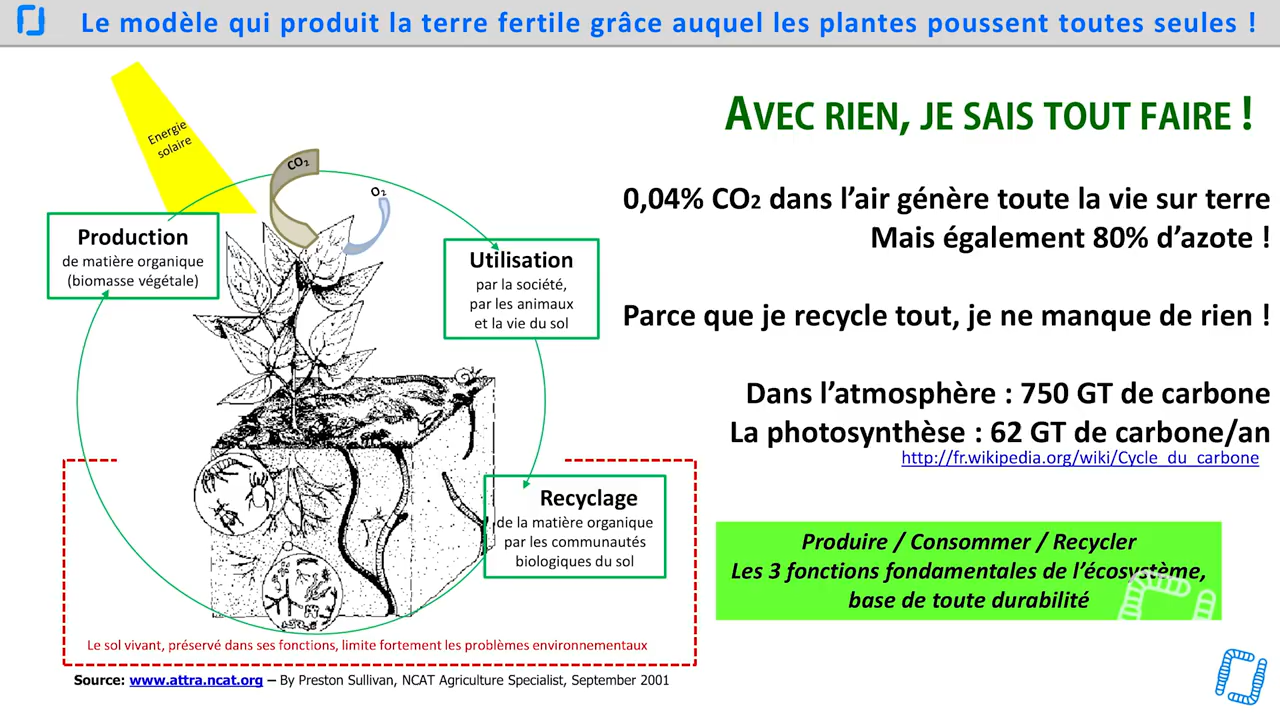 Le modèle qui produit la terre fertile grâce auquel les plantes poussent toutes seules !
Energie
solaire
CO₂
O₂
Production
de matière organique
(biomasse végétale)
Utilisation
par la société,
par les animaux
et la vie du sol
Recyclage
de la matière organique
par les communautés
biologiques du sol
Le sol vivant, préservé dans ses fonctions, limite fortement les problèmes environnementaux
Source: www.attra.ncat.org – By Preston Sullivan, NCAT Agriculture Specialist, September 2001
AVEC RIEN, JE SAIS TOUT FAIRE !
0,04% CO2 dans l’air génère toute la vie sur terre
Mais également 80% d’azote !
Parce que je recycle tout, je ne manque de rien !
Dans l’atmosphère : 750 GT de carbone
La photosynthèse : 62 GT de carbone/an
http://fr.wikipedia.org/wiki/Cycle_du_carbone
Produire / Consommer / Recycler
Les 3 fonctions fondamentales de l’écosystème,
base de toute durabilité